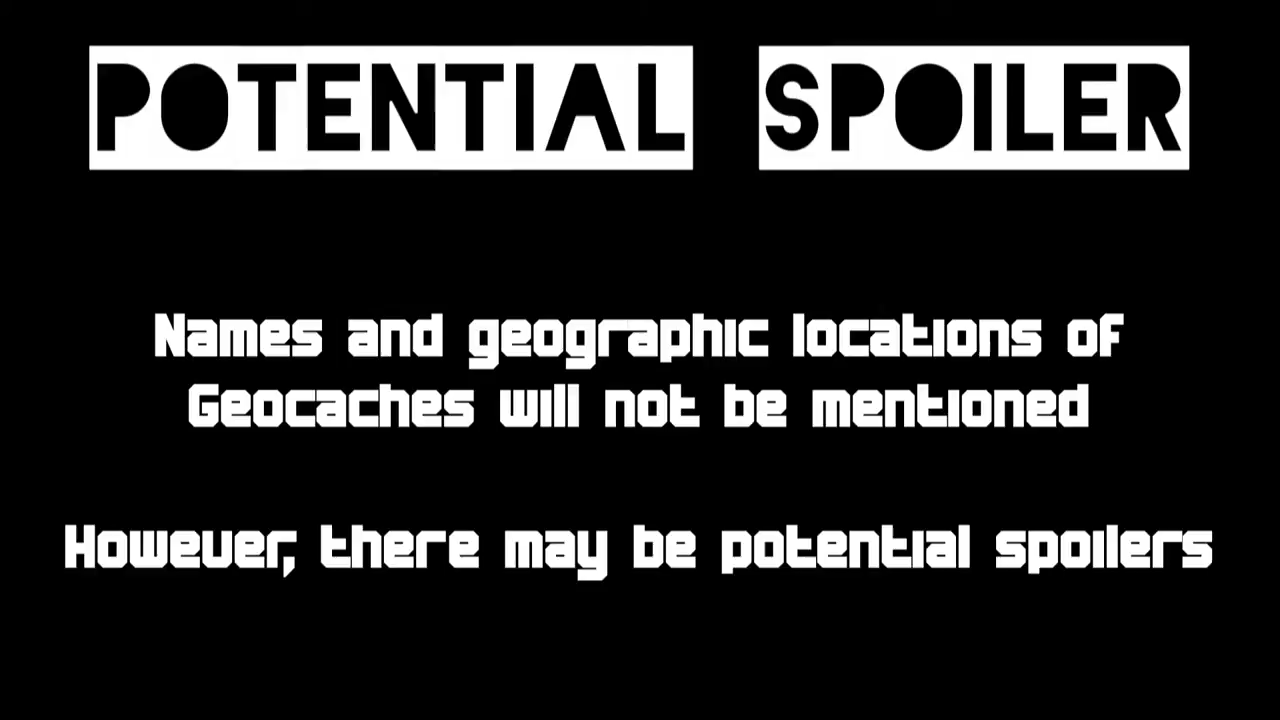 POTENTIAL SPOILER
Names and geographic locations of
Geocaches will not be mentioned
However, there may be potential spoilers